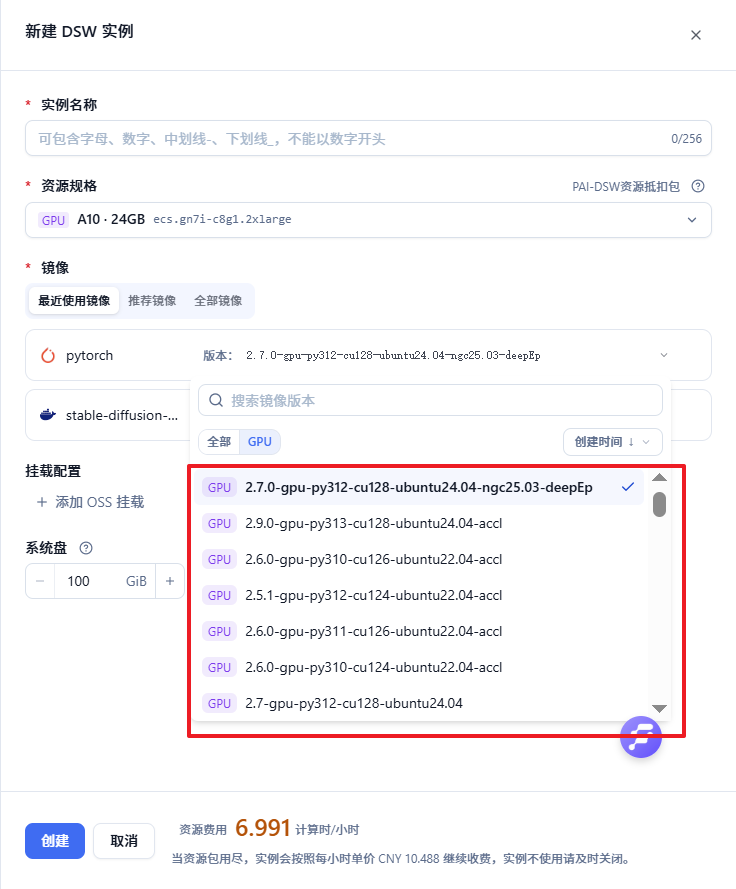 新建 DSW 实例
* 实例名称
可包含字母、数字、中划线-、下划线_，不能以数字开头 0/256
* 资源规格 PAI-DSW资源抵扣包
GPU A10 · 24GB ecs.gn7i-c8g1.2xlarge
* 镜像
最近使用镜像 推荐镜像 全部镜像
pytorch 版本： 2.7.0-gpu-py312-cu128-ubuntu24.04-ngc25.03-deepEp
搜索镜像版本
stable-diffusion-...
全部 GPU 创建时间 ↓
挂载配置
+ 添加 OSS 挂载
系统盘
− 100 GiB +
GPU 2.7.0-gpu-py312-cu128-ubuntu24.04-ngc25.03-deepEp
GPU 2.9.0-gpu-py313-cu128-ubuntu24.04-accl
GPU 2.6.0-gpu-py310-cu126-ubuntu22.04-accl
GPU 2.5.1-gpu-py312-cu124-ubuntu22.04-accl
GPU 2.6.0-gpu-py311-cu126-ubuntu22.04-accl
GPU 2.6.0-gpu-py310-cu124-ubuntu22.04-accl
GPU 2.7-gpu-py312-cu128-ubuntu24.04
创建 取消 资源费用 6.991 计算时/小时
当资源包用尽，实例会按照每小时单价 CNY 10.488 继续收费，实例不使用请及时关闭。